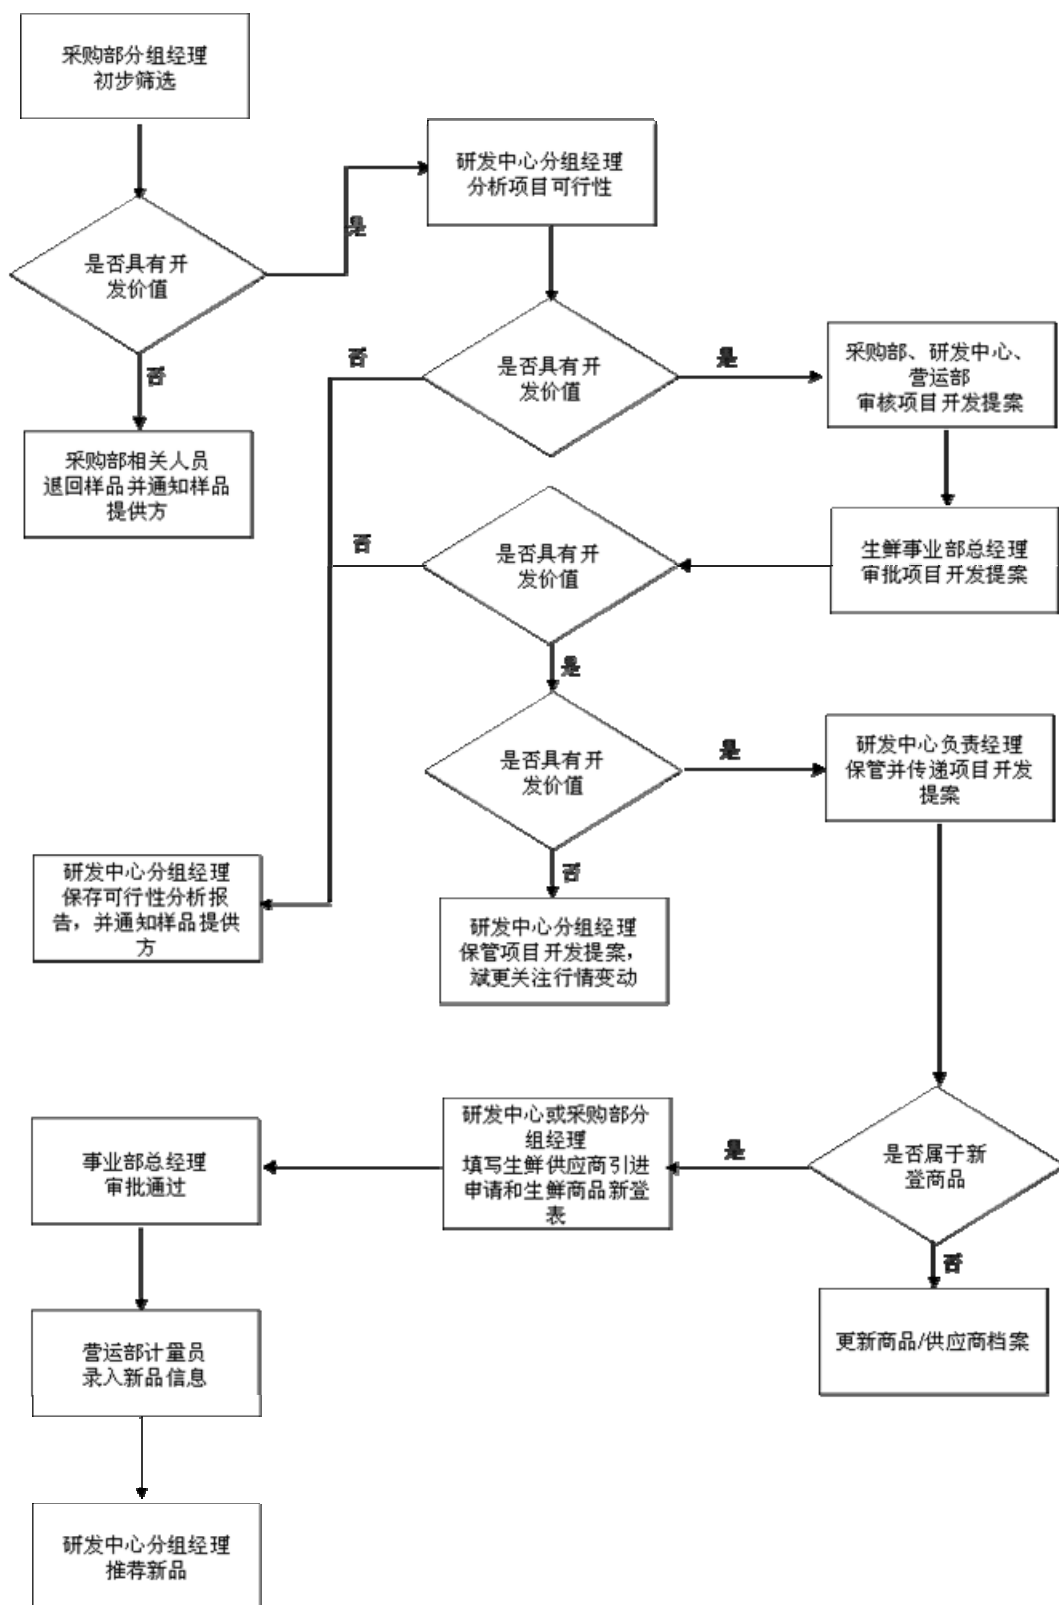 采购部分组经理
初步筛选
研发中心分组经理
分析项目可行性
是
是否具有开
发价值
否
采购部相关人员
退回样品并通知样品
提供方
否
是否具有开
发价值
是
采购部、研发中心、
营运部
审核项目开发提案
否
是否具有开
发价值
生鲜事业部总经理
审批项目开发提案
是
是否具有开
发价值
是
研发中心负责经理
保管并传递项目开发
提案
否
研发中心分组经理
保存可行性分析报
告，并通知样品提供
方
研发中心分组经理
保管项目开发提案，
斌更关注行情变动
事业部总经理
审批通过
研发中心或采购部分
组经理
填写生鲜供应商引进
申请和生鲜商品新登
表
是
是否属于新
登商品
否
营运部计量员
录入新品信息
更新商品/供应商档案
研发中心分组经理
推荐新品